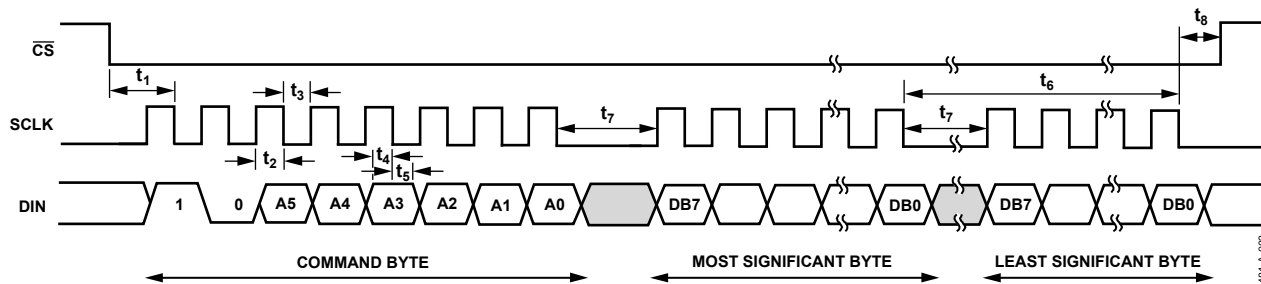 t8
CS
t1
t3
t6
SCLK
t7
t7
t2
t4
t5
DIN
1 0 A5 A4 A3 A2 A1 A0 DB7 DB0 DB7 DB0
COMMAND BYTE
MOST SIGNIFICANT BYTE
LEAST SIGNIFICANT BYTE